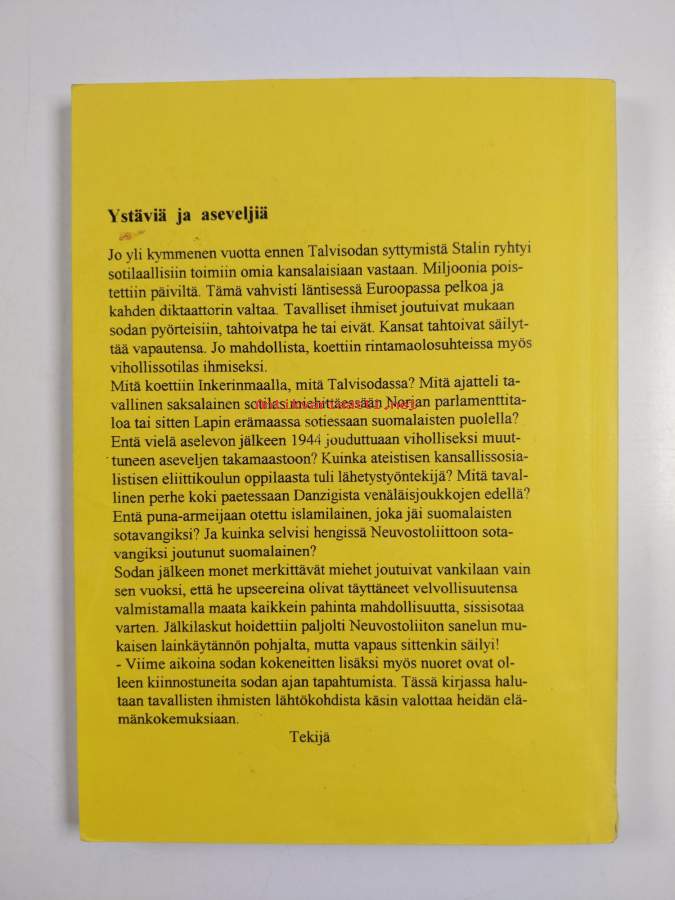 Ystäviä ja aseveljiä
Jo yli kymmenen vuotta ennen Talvisodan syttymistä Stalin ryhtyi
sotilaallisiin toimiin omia kansalaisiaan vastaan. Miljoonia pois-
tettiin päiviltä. Tämä vahvisti läntisessä Euroopassa pelkoa ja
kahden diktaattorin valtaa. Tavalliset ihmiset joutuivat mukaan
sodan pyörteisiin, tahtoivatpa he tai eivät. Kansat tahtoivat säilyt-
tää vapautensa. Jo mahdollista, koettiin rintamaolosuhteissa myös
vihollissotilas ihmiseksi.
Mitä koettiin Inkerinmaalla, mitä Talvisodassa? Mitä ajatteli ta-
vallinen saksalainen sotilas miehittäessään Norjan parlamenttita-
loa tai sitten Lapin erämaassa sotiessaan suomalaisten puolella?
Entä vielä aselevon jälkeen 1944 jouduttuaan viholliseksi muut-
tuneen aseveljen takamaastoon? Kuinka ateistisen kansallissosia-
listisen eliittikoulun oppilaasta tuli lähetystyöntekijä? Mitä taval-
linen perhe koki paetessaan Danzigista venäläisjoukkojen edellä?
Entä puna-armeijaan otettu islamilainen, joka jäi suomalaisten
sotavangiksi? Ja kuinka selvisi hengissä Neuvostoliittoon sota-
vangiksi joutunut suomalainen?
Sodan jälkeen monet merkittävät miehet joutuivat vankilaan vain
sen vuoksi, että he upseereina olivat täyttäneet velvollisuutensa
valmistamalla maata kaikkein pahinta mahdollisuutta, sissisotaa
varten. Jälkilaskut hoidettiin paljolti Neuvostoliiton sanelun mu-
kaisen lainkäytännön pohjalta, mutta vapaus sittenkin säilyi!
- Viime aikoina sodan kokeneitten lisäksi myös nuoret ovat ol-
leen kiinnostuneita sodan ajan tapahtumista. Tässä kirjassa halu-
taan tavallisten ihmisten lähtökohdista käsin valottaa heidän elä-
mänkokemuksiaan.
Tekijä